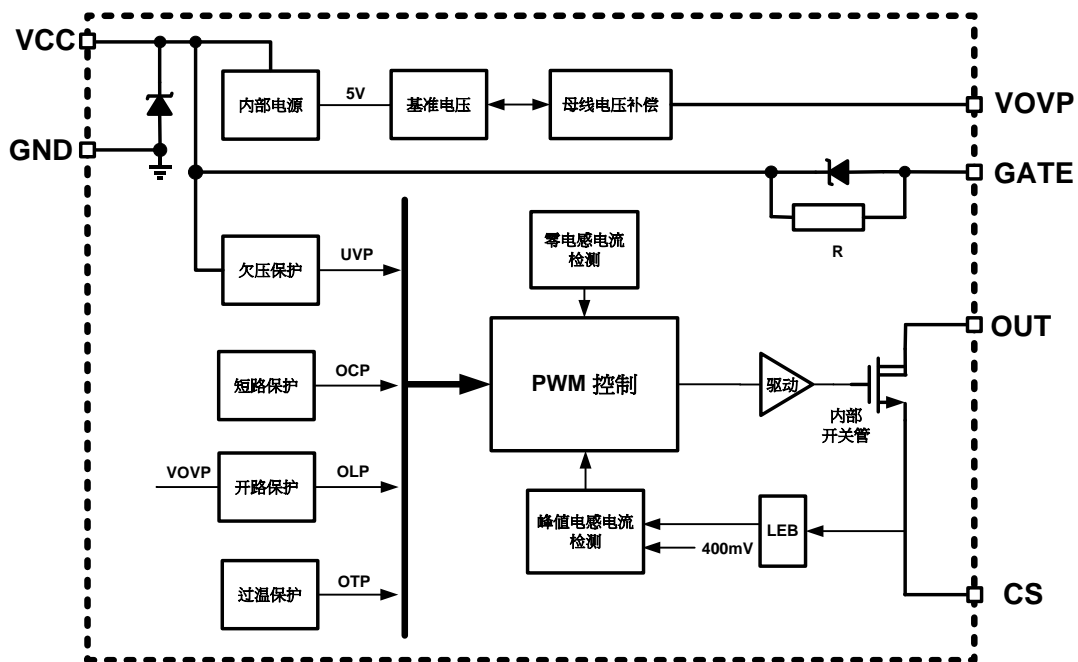 VCC
内部电源
5V
基准电压
母线电压补偿
VOVP
GND
GATE
R
零电感电流
检测
欠压保护
UVP
OUT
短路保护
OCP
PWM 控制
驱动
内部
开关管
VOVP
开路保护
OLP
峰值电感电流
检测
LEB
400mV
过温保护
OTP
CS